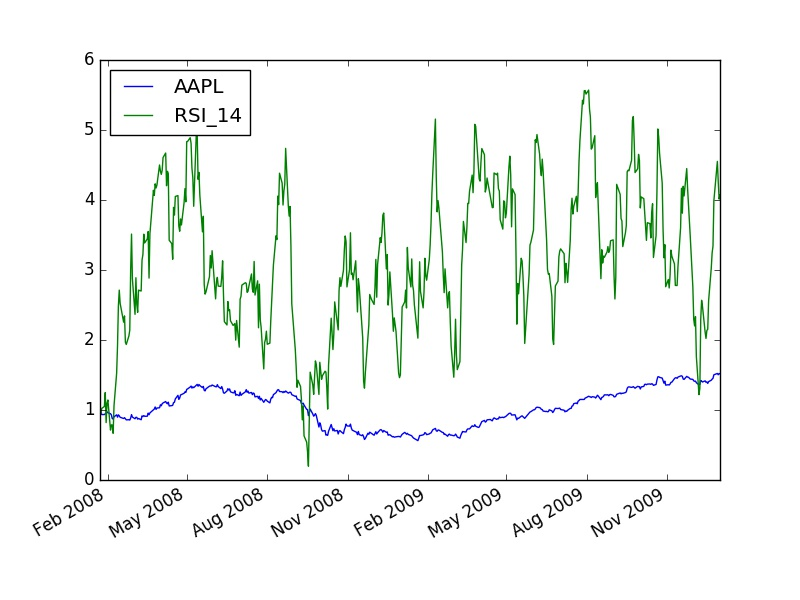 6
5
4
3
2
1
0
AAPL
RSI_14
Feb 2008
May 2008
Aug 2008
Nov 2008
Feb 2009
May 2009
Aug 2009
Nov 2009